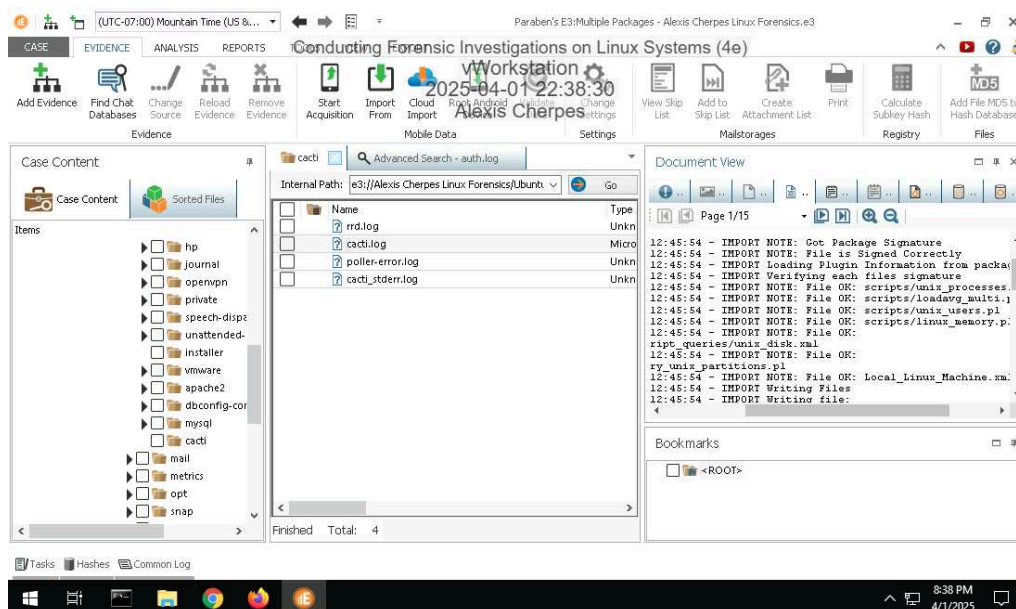 (UTC-07:00) Mountain Time (US &...
Paraben's E3:Multiple Packages - Alexis Cherpes Linux Forensics.e3
CASE EVIDENCE ANALYSIS REPORTS
Conducting Forensic Investigations on Linux Systems (4e)
vWorkstation
2025-04-01 22:38:30
Alexis Cherpes
Add Evidence
Find Chat Databases
Change Source
Reload Evidence
Remove Evidence
Start Acquisition
Import From
Cloud Import
Root Android
Change Settings
View Skip List
Add to Skip List
Create Attachment List
Print
Calculate Subkey Hash
MD5
Add File MD5 to Hash Database
Evidence
Mobile Data
Settings
Mailstorages
Registry
Files
Case Content
Case Content
Sorted Files
Items
hp
journal
openvpn
private
speech-dispa
unattended-
installer
vmware
apache2
dbconfig-cor
mysql
cacti
mail
metrics
opt
snap
cacti
Advanced Search - auth.log
Internal Path: e3://Alexis Cherpes Linux Forensics/Ubuntu
Go
Name Type
rrd.log Unkn
cacti.log Micro
poller-error.log Unkn
cacti_stderr.log Unkn
Finished Total: 4
Document View
Page 1/15
12:45:54 - IMPORT NOTE: Got Package Signature
12:45:54 - IMPORT NOTE: File is Signed Correctly
12:45:54 - IMPORT Loading Plugin Information from packag
12:45:54 - IMPORT Verifying each files signature
12:45:54 - IMPORT NOTE: File OK: scripts/unix_processes.
12:45:54 - IMPORT NOTE: File OK: scripts/loadavg_multi.p
12:45:54 - IMPORT NOTE: File OK: scripts/unix_users.pl
12:45:54 - IMPORT NOTE: File OK: scripts/linux_memory.pl
12:45:54 - IMPORT NOTE: File OK:
ript_queries/unix_disk.xml
12:45:54 - IMPORT NOTE: File OK:
ry_unix_partitions.pl
12:45:54 - IMPORT NOTE: File OK: Local_Linux_Machine.xml
12:45:54 - IMPORT Writing Files
12:45:54 - IMPORT Writing file:
Bookmarks
<ROOT>
Tasks Hashes Common Log
8:38 PM
4/1/2025